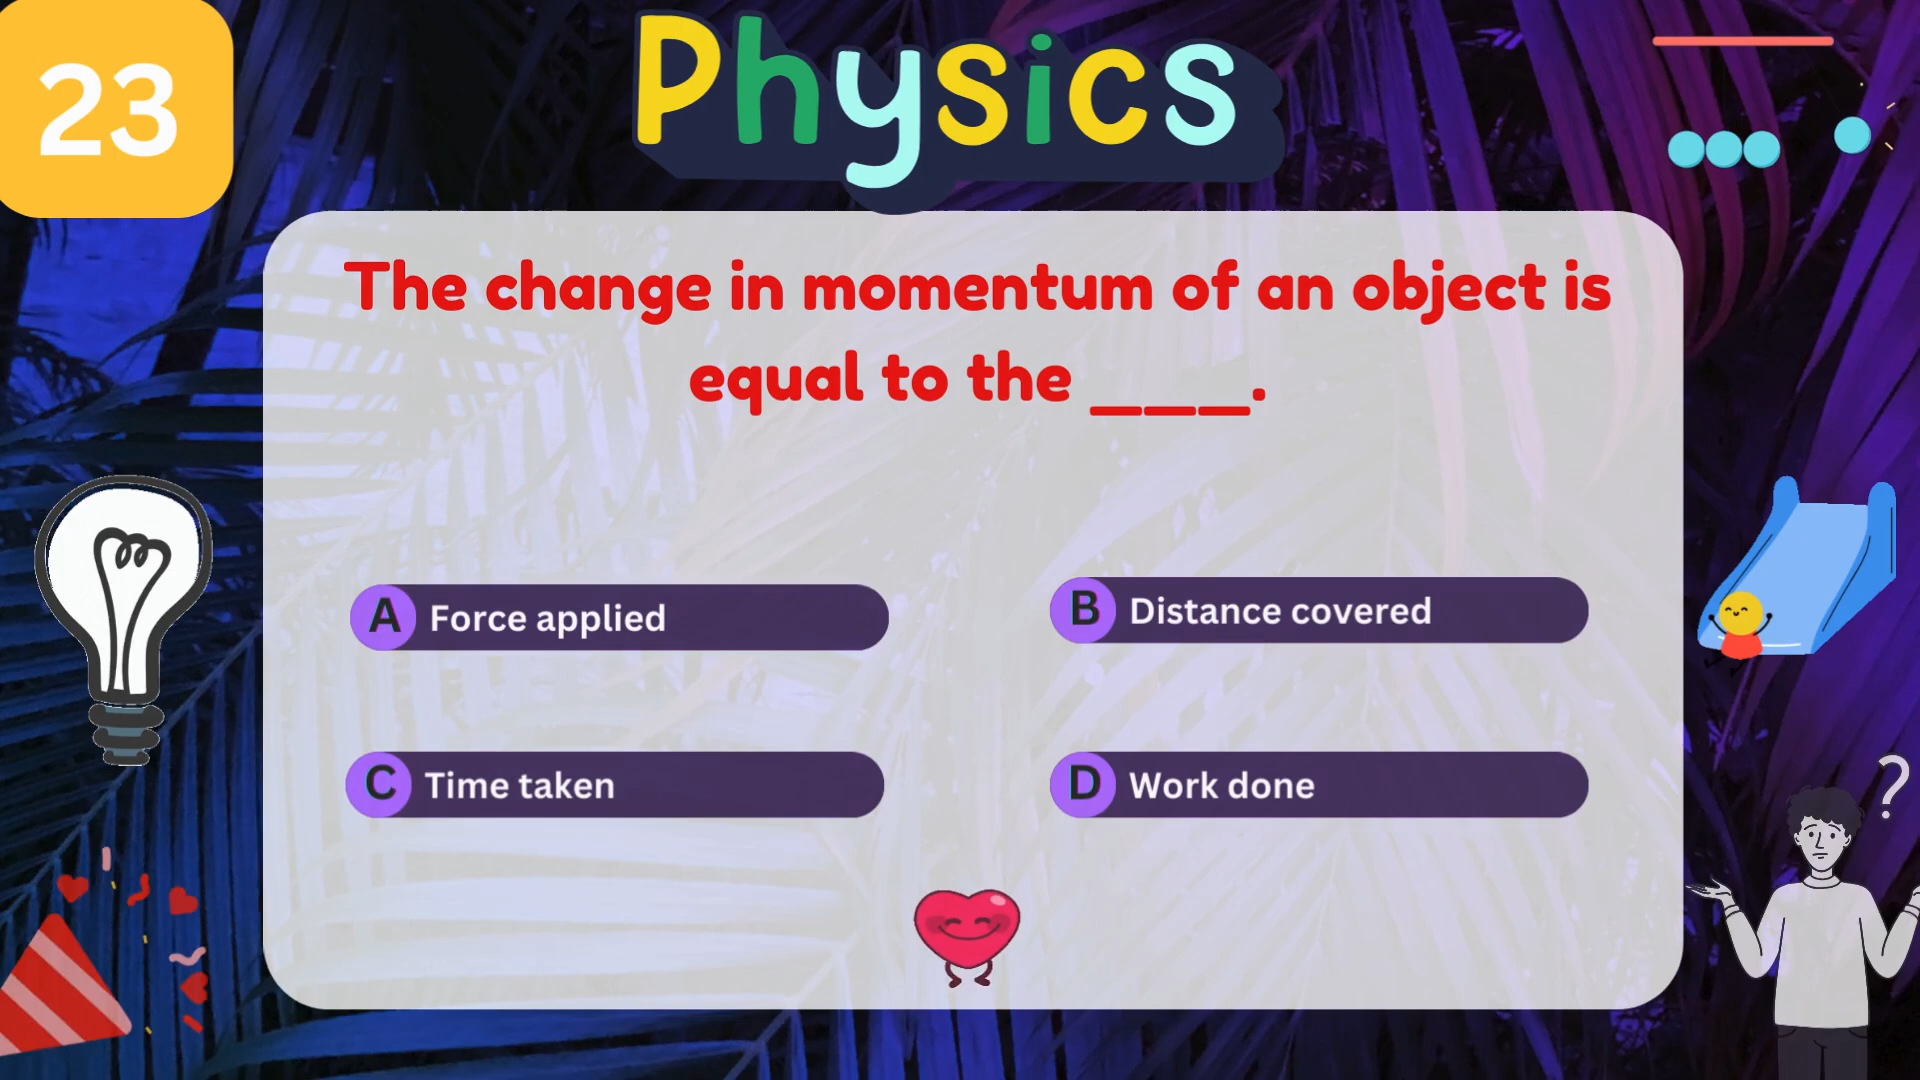 23
Physics
The change in momentum of an object is
equal to the ___.
A Force applied
B Distance covered
C Time taken
D Work done
?